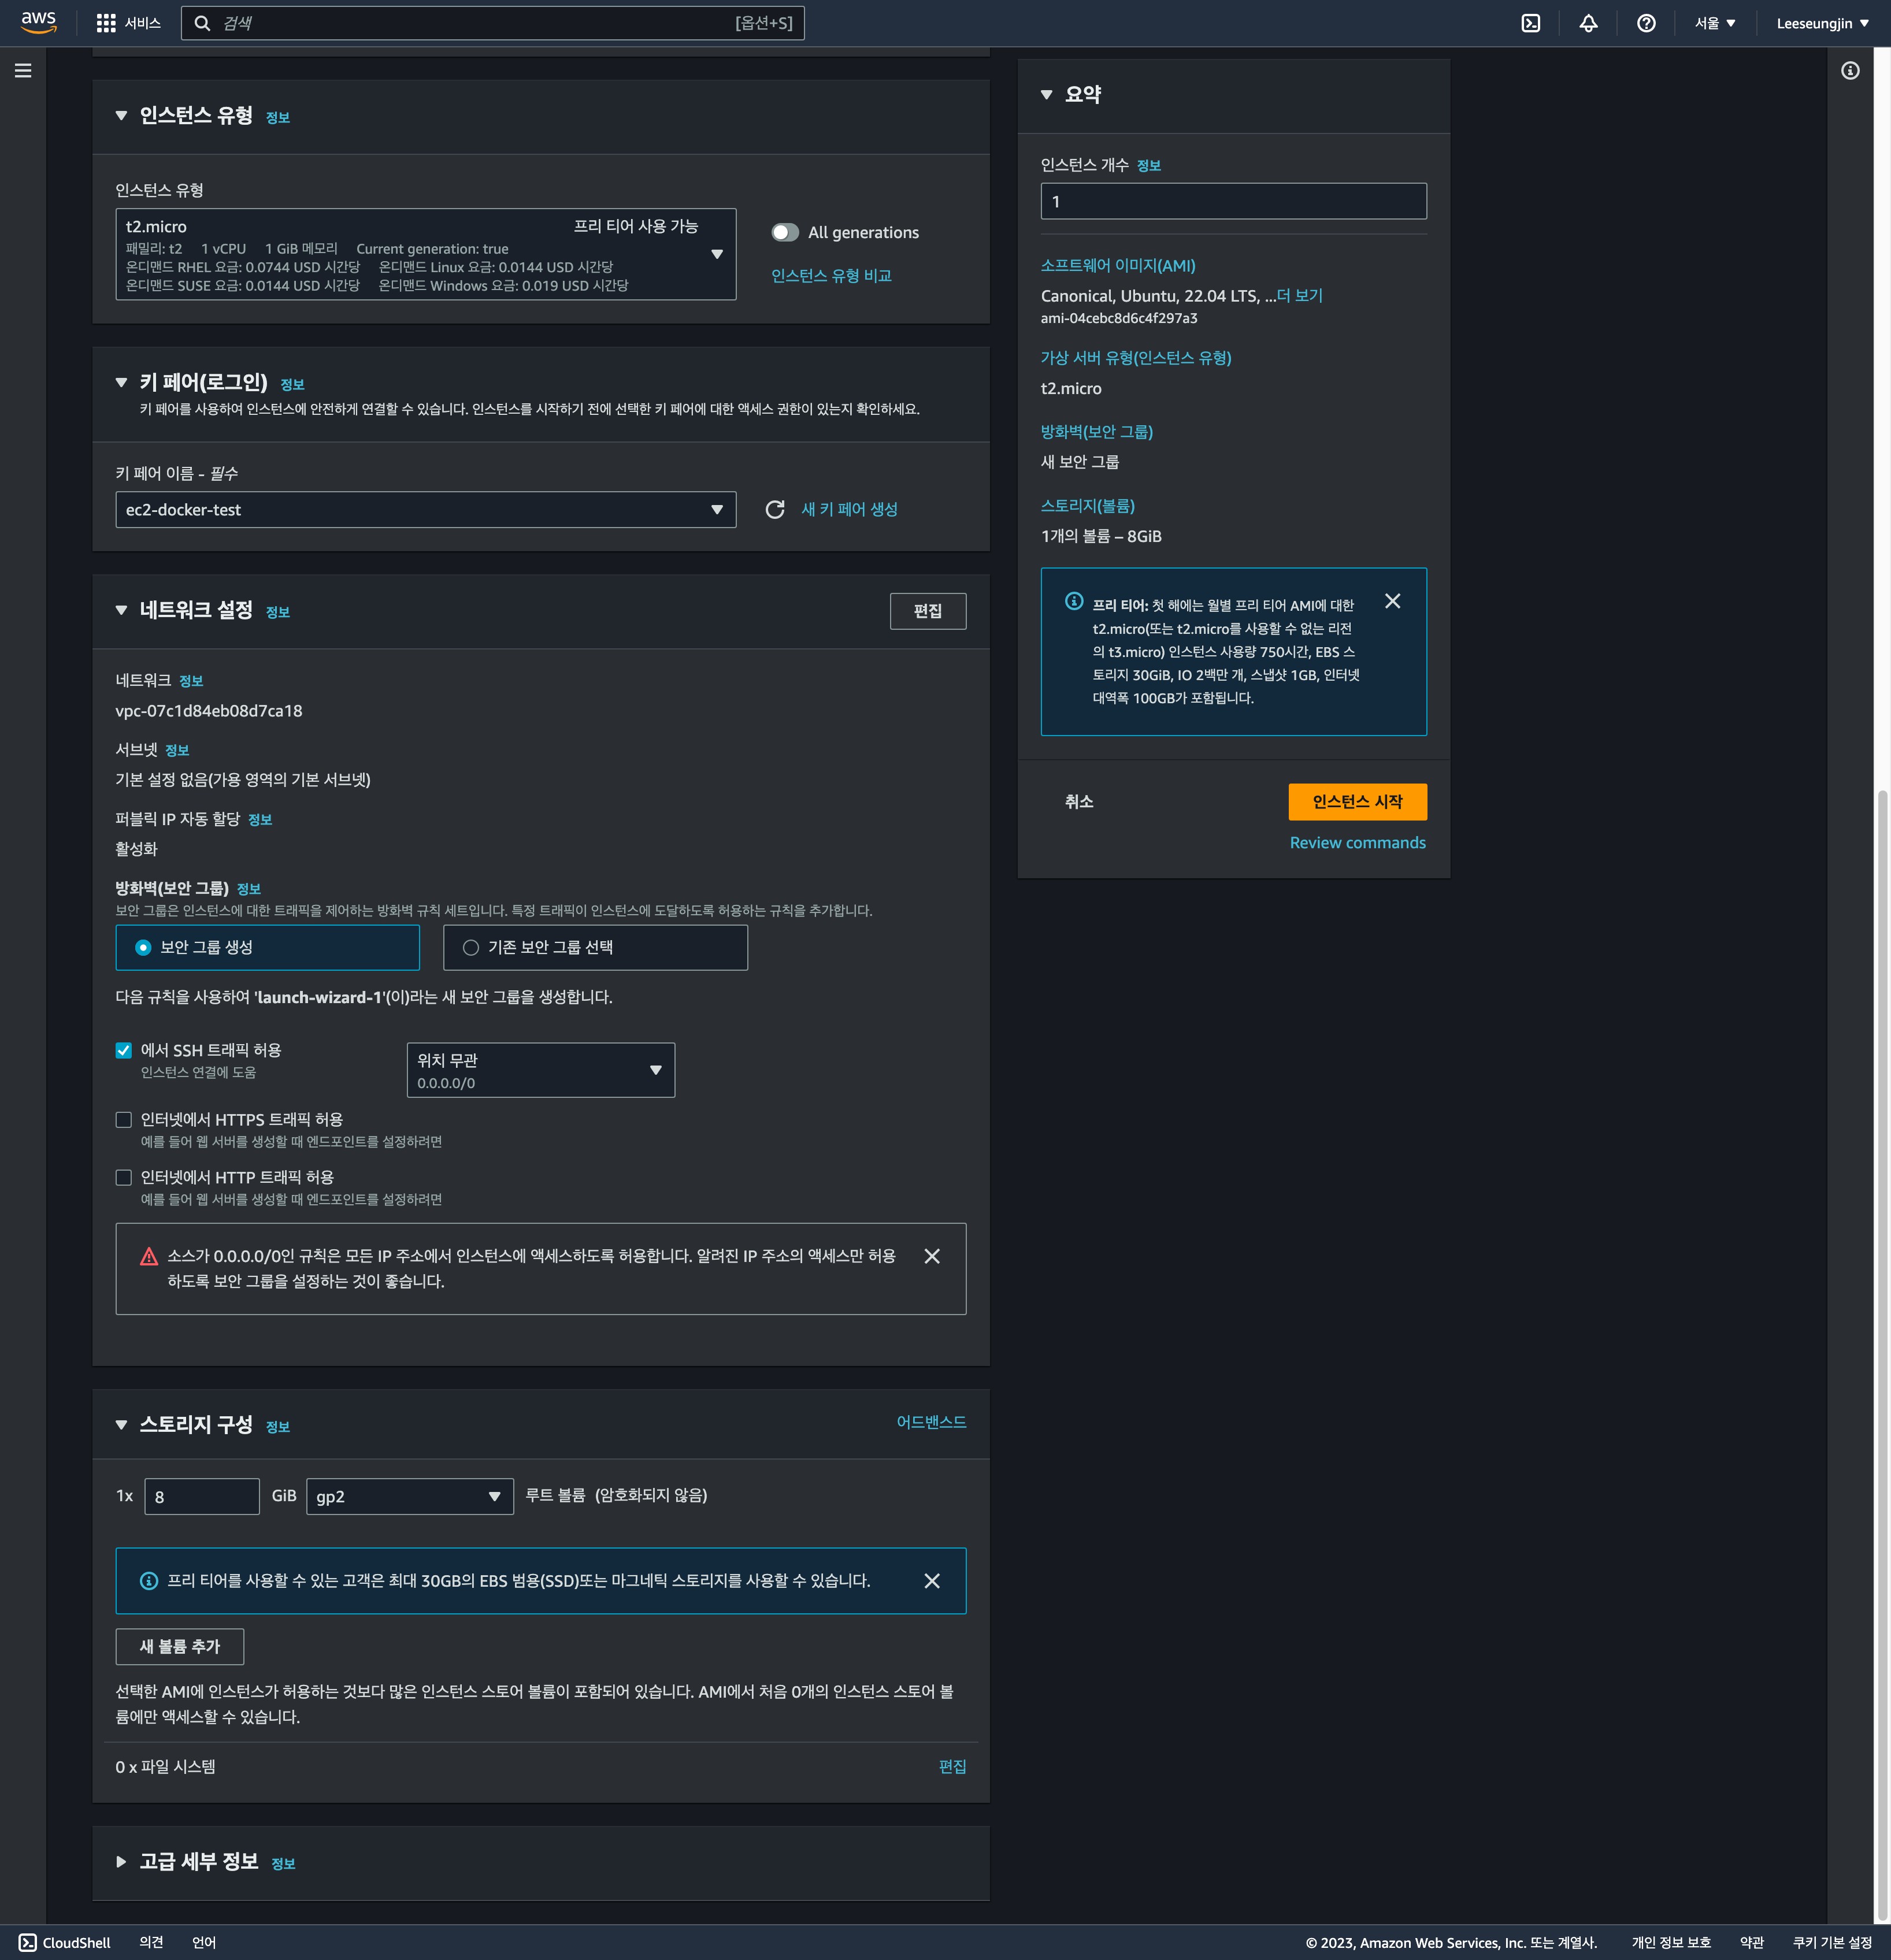 aws
서비스
검색
[옵션+S]
서울
Leeseungjin
인스턴스 유형 정보
인스턴스 유형
t2.micro 프리 티어 사용 가능
패밀리: t2 1 vCPU 1 GiB 메모리 Current generation: true
온디맨드 RHEL 요금: 0.0744 USD 시간당 온디맨드 Linux 요금: 0.0144 USD 시간당
온디맨드 SUSE 요금: 0.0144 USD 시간당 온디맨드 Windows 요금: 0.019 USD 시간당
All generations
인스턴스 유형 비교
키 페어(로그인) 정보
키 페어를 사용하여 인스턴스에 안전하게 연결할 수 있습니다. 인스턴스를 시작하기 전에 선택한 키 페어에 대한 액세스 권한이 있는지 확인하세요.
키 페어 이름 - 필수
ec2-docker-test
새 키 페어 생성
네트워크 설정 정보
편집
네트워크 정보
vpc-07c1d84eb08d7ca18
서브넷 정보
기본 설정 없음(가용 영역의 기본 서브넷)
퍼블릭 IP 자동 할당 정보
활성화
방화벽(보안 그룹) 정보
보안 그룹은 인스턴스에 대한 트래픽을 제어하는 방화벽 규칙 세트입니다. 특정 트래픽이 인스턴스에 도달하도록 허용하는 규칙을 추가합니다.
보안 그룹 생성
기존 보안 그룹 선택
다음 규칙을 사용하여 'launch-wizard-1'(이)라는 새 보안 그룹을 생성합니다.
에서 SSH 트래픽 허용
인스턴스 연결에 도움
위치 무관
0.0.0.0/0
인터넷에서 HTTPS 트래픽 허용
예를 들어 웹 서버를 생성할 때 엔드포인트를 설정하려면
인터넷에서 HTTP 트래픽 허용
예를 들어 웹 서버를 생성할 때 엔드포인트를 설정하려면
소스가 0.0.0.0/0인 규칙은 모든 IP 주소에서 인스턴스에 액세스하도록 허용합니다. 알려진 IP 주소의 액세스만 허용
하도록 보안 그룹을 설정하는 것이 좋습니다.
스토리지 구성 정보
어드밴스드
1x 8 GiB gp2 루트 볼륨 (암호화되지 않음)
프리 티어를 사용할 수 있는 고객은 최대 30GB의 EBS 범용(SSD)또는 마그네틱 스토리지를 사용할 수 있습니다.
새 볼륨 추가
선택한 AMI에 인스턴스가 허용하는 것보다 많은 인스턴스 스토어 볼륨이 포함되어 있습니다. AMI에서 처음 0개의 인스턴스 스토어 볼
륨에만 액세스할 수 있습니다.
0 x 파일 시스템
편집
고급 세부 정보 정보
요약
인스턴스 개수 정보
1
소프트웨어 이미지(AMI)
Canonical, Ubuntu, 22.04 LTS, ...더 보기
ami-04cebc8d6c4f297a3
가상 서버 유형(인스턴스 유형)
t2.micro
방화벽(보안 그룹)
새 보안 그룹
스토리지(볼륨)
1개의 볼륨 – 8GiB
프리 티어: 첫 해에는 월별 프리 티어 AMI에 대한
t2.micro(또는 t2.micro를 사용할 수 없는 리전
의 t3.micro) 인스턴스 사용량 750시간, EBS 스
토리지 30GiB, IO 2백만 개, 스냅샷 1GB, 인터넷
대역폭 100GB가 포함됩니다.
취소
인스턴스 시작
Review commands
CloudShell
의견
언어
© 2023, Amazon Web Services, Inc. 또는 계열사.
개인 정보 보호
약관
쿠키 기본 설정